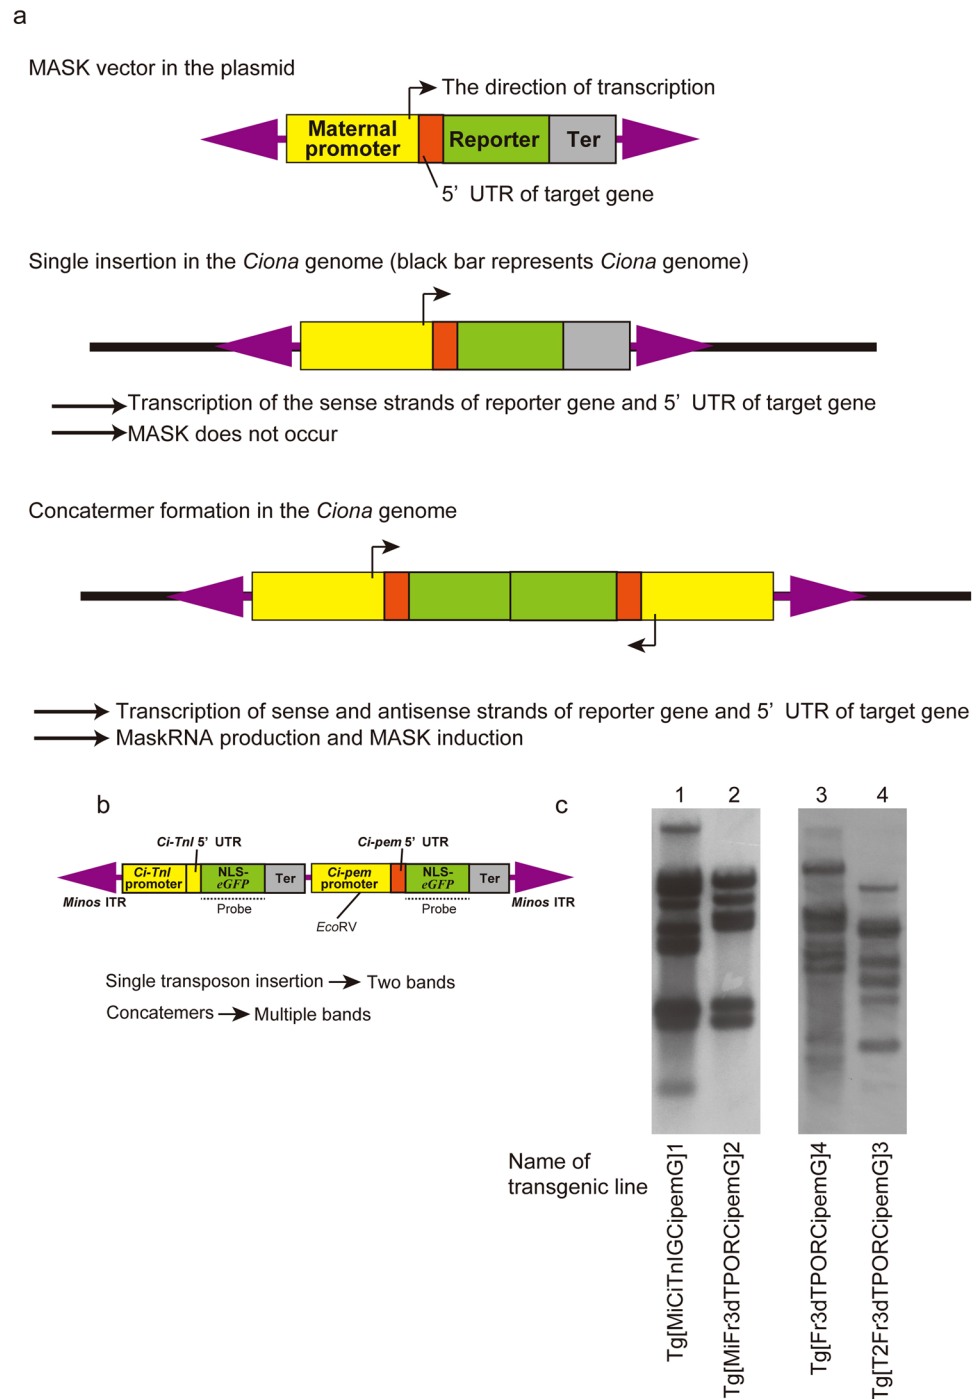 a
MASK vector in the plasmid
The direction of transcription
Maternal
promoter
Reporter
Ter
5' UTR of target gene
Single insertion in the Ciona genome (black bar represents Ciona genome)
Transcription of the sense strands of reporter gene and 5' UTR of target gene
MASK does not occur
Concatermer formation in the Ciona genome
Transcription of sense and antisense strands of reporter gene and 5' UTR of target gene
MaskRNA production and MASK induction
b
Ci-TnI 5' UTR
Ci-pem 5' UTR
Ci-TnI
promoter
NLS-
eGFP
Ter
Ci-pem
promoter
NLS-
eGFP
Ter
Minos ITR
Probe
EcoRV
Probe
Minos ITR
Single transposon insertion → Two bands
Concatemers → Multiple bands
c
1 2 3 4
Name of
transgenic line
Tg[MiCiTnIGCipemG]1
Tg[MiFr3dTPORCipemG]2
Tg[Fr3dTPORCipemG]4
Tg[T2Fr3dTPORCipemG]3